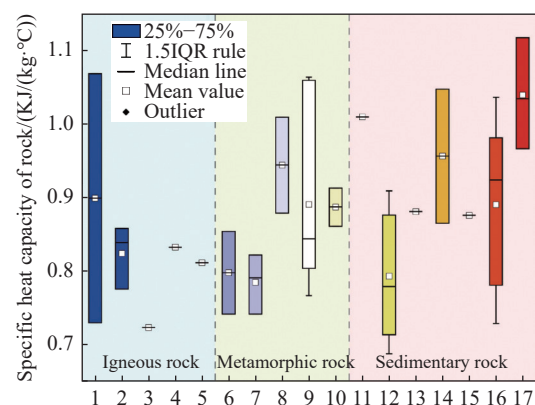 Specific heat capacity of rock/(KJ/(kg·℃))
1.1
1.0
0.9
0.8
0.7
25%−75%
1.5IQR rule
Median line
Mean value
Outlier
Igneous rock
Metamorphic rock
Sedimentary rock
1 2 3 4 5 6 7 8 9 10 11 12 13 14 15 16 17